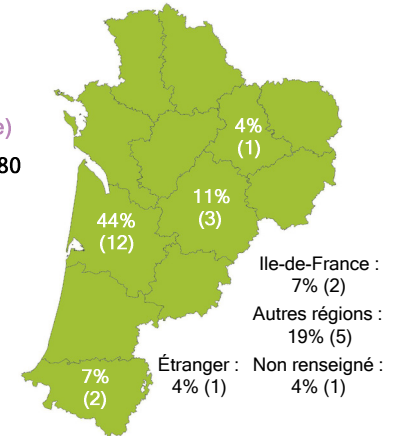 e)
80
4%
(1)
11%
(3)
44%
(12)
Ile-de-France :
7% (2)
Autres régions :
19% (5)
Étranger :
4% (1)
Non renseigné :
4% (1)
7%
(2)